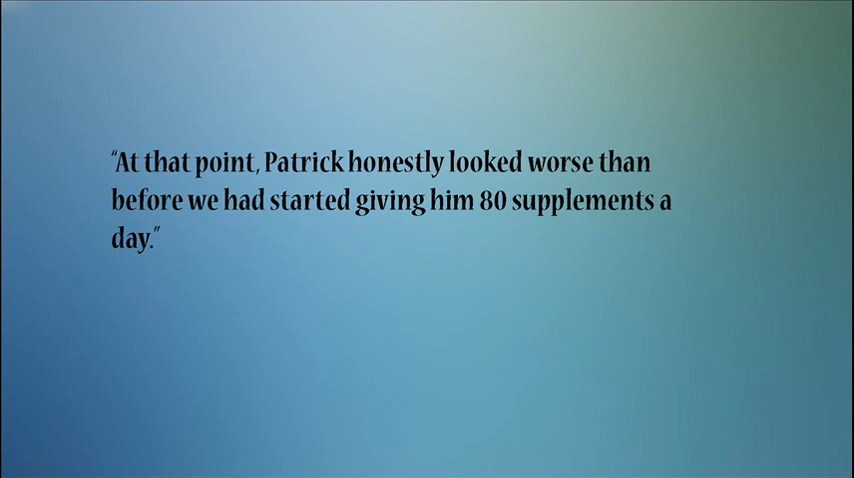 “At that point, Patrick honestly looked worse than
before we had started giving him 80 supplements a
day.”